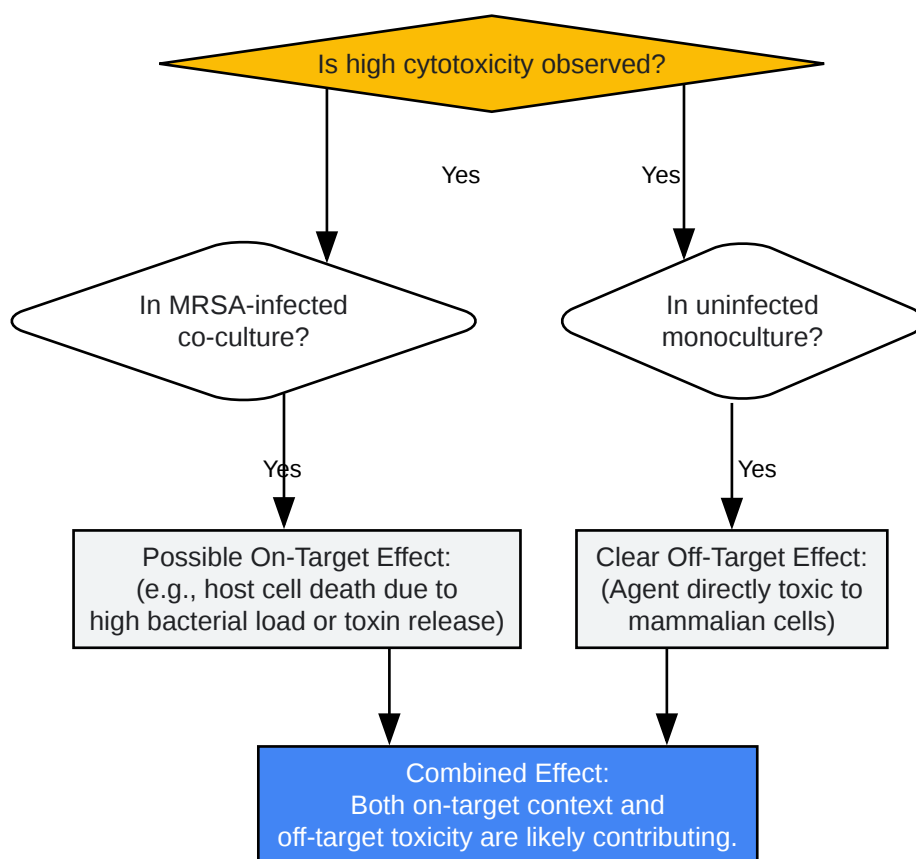 Is high cytotoxicity observed?
Yes
Yes
In MRSA-infected
co-culture?
In uninfected
monoculture?
Yes
Yes
Possible On-Target Effect:
(e.g., host cell death due to
high bacterial load or toxin release)
Clear Off-Target Effect:
(Agent directly toxic to
mammalian cells)
Combined Effect:
Both on-target context and
off-target toxicity are likely contributing.